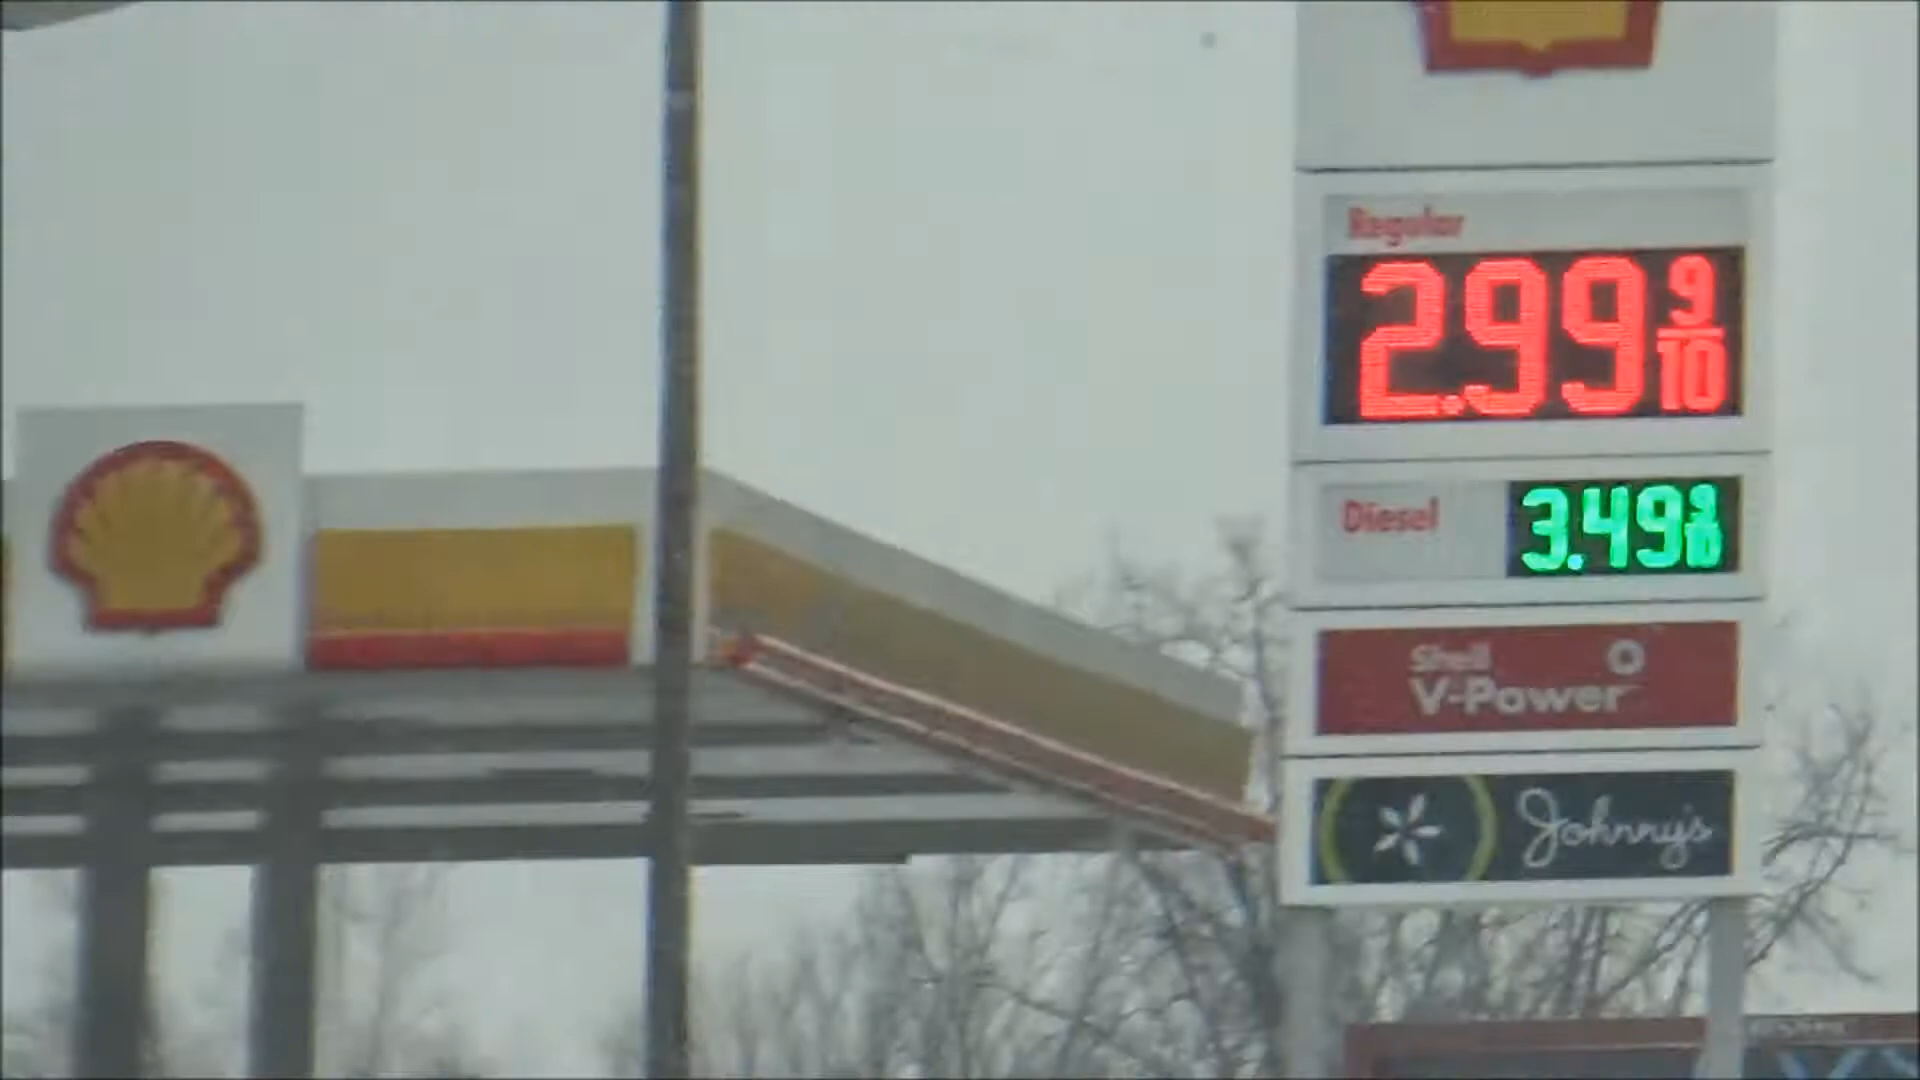 Regular
2.99 9/10
Diesel
3.49 9/10
Shell
V-Power
Johnny's